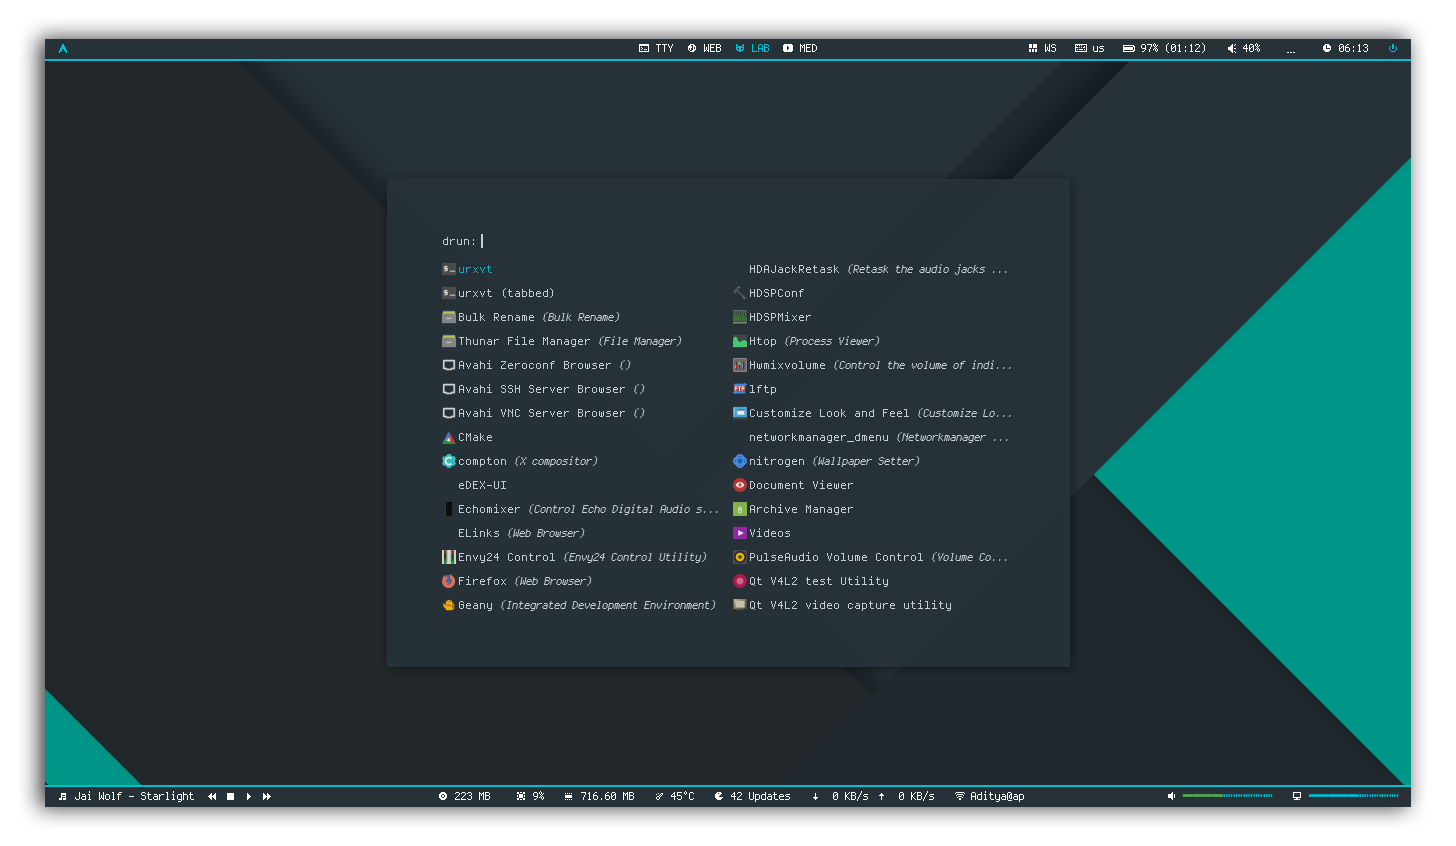 TTY WEB LAB MED WS us 97% (01:12) 40% ... 06:13
drun:
urxvt
urxvt (tabbed)
Bulk Rename (Bulk Rename)
Thunar File Manager (File Manager)
Avahi Zeroconf Browser ()
Avahi SSH Server Browser ()
Avahi VNC Server Browser ()
CMake
compton (X compositor)
eDEX-UI
Echomixer (Control Echo Digital Audio s...
ELinks (Web Browser)
Envy24 Control (Envy24 Control Utility)
Firefox (Web Browser)
Geany (Integrated Development Environment)
HDAJackRetask (Retask the audio jacks ...
HDSPConf
HDSPMixer
Htop (Process Viewer)
Hwmixvolume (Control the volume of indi...
lftp
Customize Look and Feel (Customize Lo...
networkmanager_dmenu (Networkmanager ...
nitrogen (Wallpaper Setter)
Document Viewer
Archive Manager
Videos
PulseAudio Volume Control (Volume Co...
Qt V4L2 test Utility
Qt V4L2 video capture utility
Jai Wolf - Starlight 223 MB 9% 716.60 MB 45°C 42 Updates ↓ 0 KB/s ↑ 0 KB/s Aditya@ap